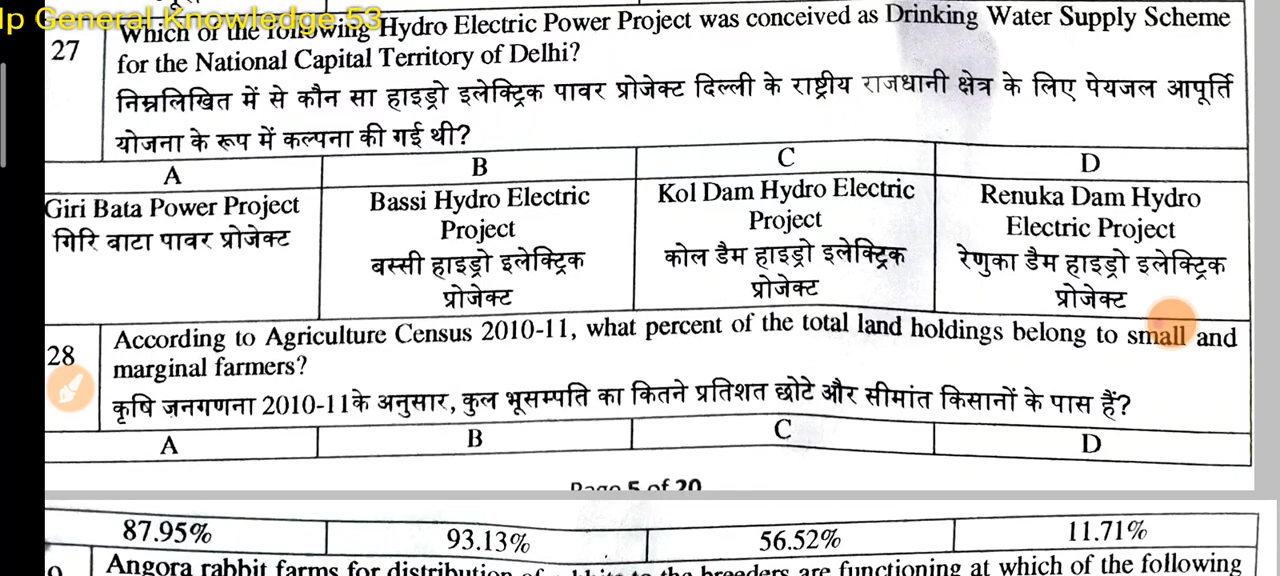 lp General Knowledge 53
27
Which of the following Hydro Electric Power Project was conceived as Drinking Water Supply Scheme
for the National Capital Territory of Delhi?
निम्नलिखित में से कौन सा हाइड्रो इलेक्ट्रिक पावर प्रोजेक्ट दिल्ली के राष्ट्रीय राजधानी क्षेत्र के लिए पेयजल आपूर्ति
योजना के रूप में कल्पना की गई थी?
A B C D
Giri Bata Power Project
गिरि बाटा पावर प्रोजेक्ट
Bassi Hydro Electric
Project
बस्सी हाइड्रो इलेक्ट्रिक
प्रोजेक्ट
Kol Dam Hydro Electric
Project
कोल डैम हाइड्रो इलेक्ट्रिक
प्रोजेक्ट
Renuka Dam Hydro
Electric Project
रेणुका डैम हाइड्रो इलेक्ट्रिक
प्रोजेक्ट
28
According to Agriculture Census 2010-11, what percent of the total land holdings belong to small and
marginal farmers?
कृषि जनगणना 2010-11के अनुसार, कुल भूसम्पति का कितने प्रतिशत छोटे और सीमांत किसानों के पास हैं?
A B C D
Page 5 of 20
87.95% 93.13% 56.52% 11.71%
Angora rabbit farms for distribution of rabbits to the breeders are functioning at which of the following